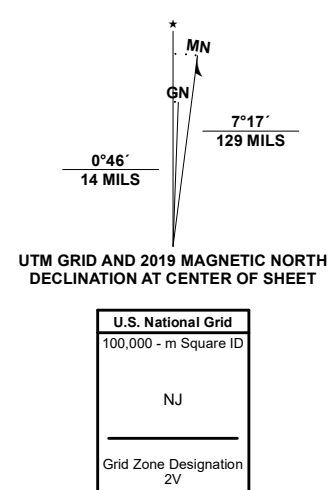 ★
MN
GN
7°17´
129 MILS
0°46´
14 MILS
UTM GRID AND 2019 MAGNETIC NORTH
DECLINATION AT CENTER OF SHEET
U.S. National Grid
100,000 - m Square ID
NJ
Grid Zone Designation
2V